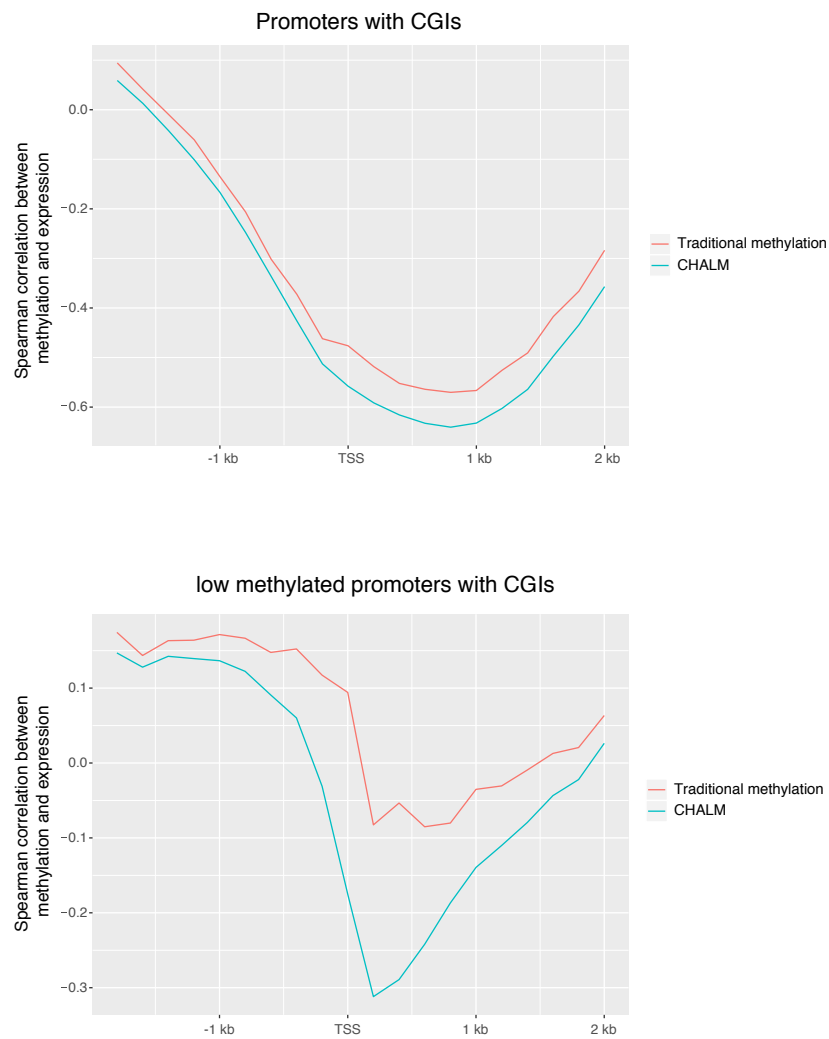 Promoters with CGIs
Spearman correlation between
methylation and expression
0.0
−0.2
−0.4
−0.6
-1 kb
TSS
1 kb
2 kb
Traditional methylation
CHALM
low methylated promoters with CGIs
Spearman correlation between
methylation and expression
0.1
0.0
−0.1
−0.2
−0.3
-1 kb
TSS
1 kb
2 kb
Traditional methylation
CHALM